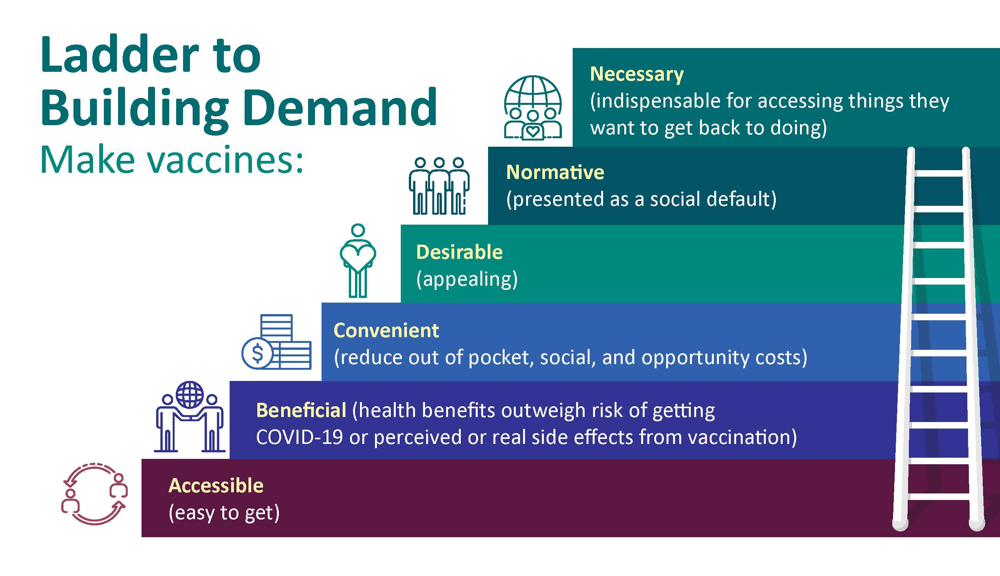 Ladder to
Building Demand
Make vaccines:
Necessary
(indispensable for accessing things they
want to get back to doing)
Normative
(presented as a social default)
Desirable
(appealing)
Convenient
(reduce out of pocket, social, and opportunity costs)
$
Beneficial (health benefits outweigh risk of getting
COVID-19 or perceived or real side effects from vaccination)
Accessible
(easy to get)